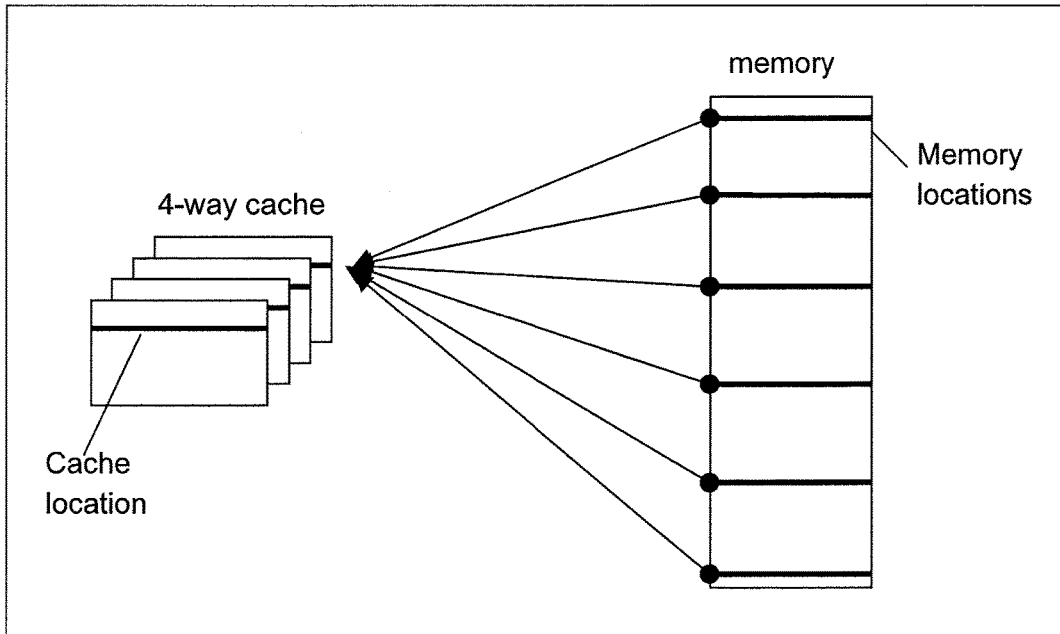 memory
Memory
locations
4-way cache
Cache
location